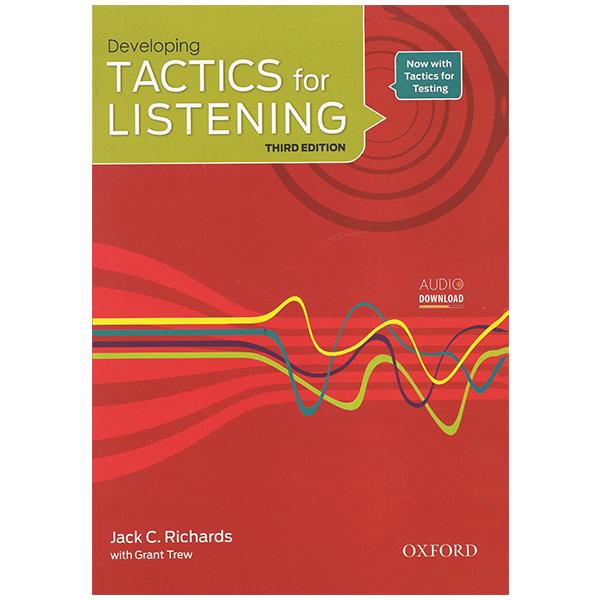 Developing
TACTICS for
LISTENING
THIRD EDITION
Now with
Tactics for
Testing
AUDIO
DOWNLOAD
Jack C. Richards
with Grant Trew
OXFORD